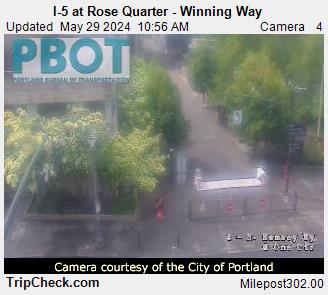 I-5 at Rose Quarter - Winning Way
Updated May 29 2024 10:56 AM Camera 4
PBOT
PORTLAND BUREAU OF TRANSPORTATION
Camera courtesy of the City of Portland
TripCheck.com Milepost302.00